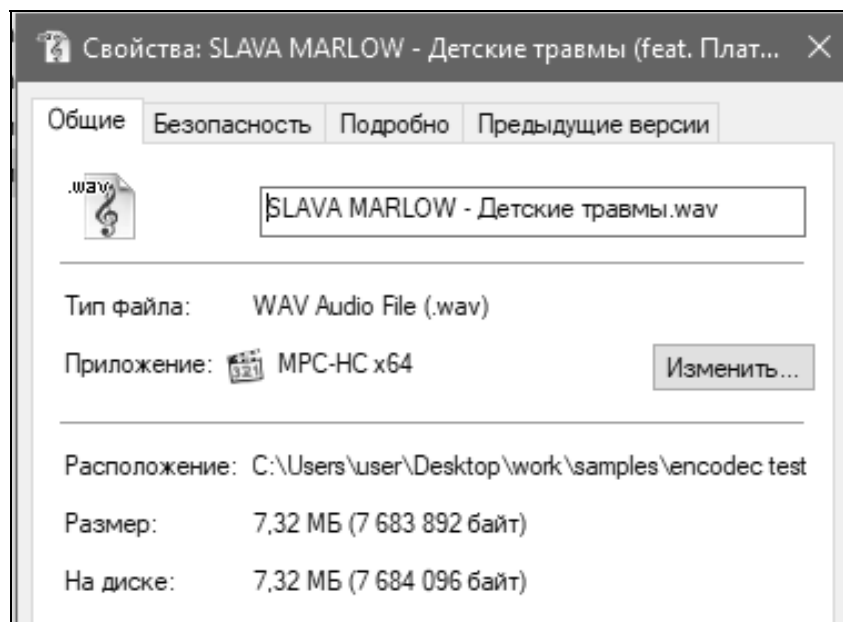 Свойства: SLAVA MARLOW - Детские травмы (feat. Плат...
Общие Безопасность Подробно Предыдущие версии
.wav
SLAVA MARLOW - Детские травмы.wav
Тип файла: WAV Audio File (.wav)
Приложение: 321 MPC-HC x64 Изменить...
Расположение: C:\Users\user\Desktop\work\samples\encodec test
Размер: 7,32 МБ (7 683 892 байт)
На диске: 7,32 МБ (7 684 096 байт)